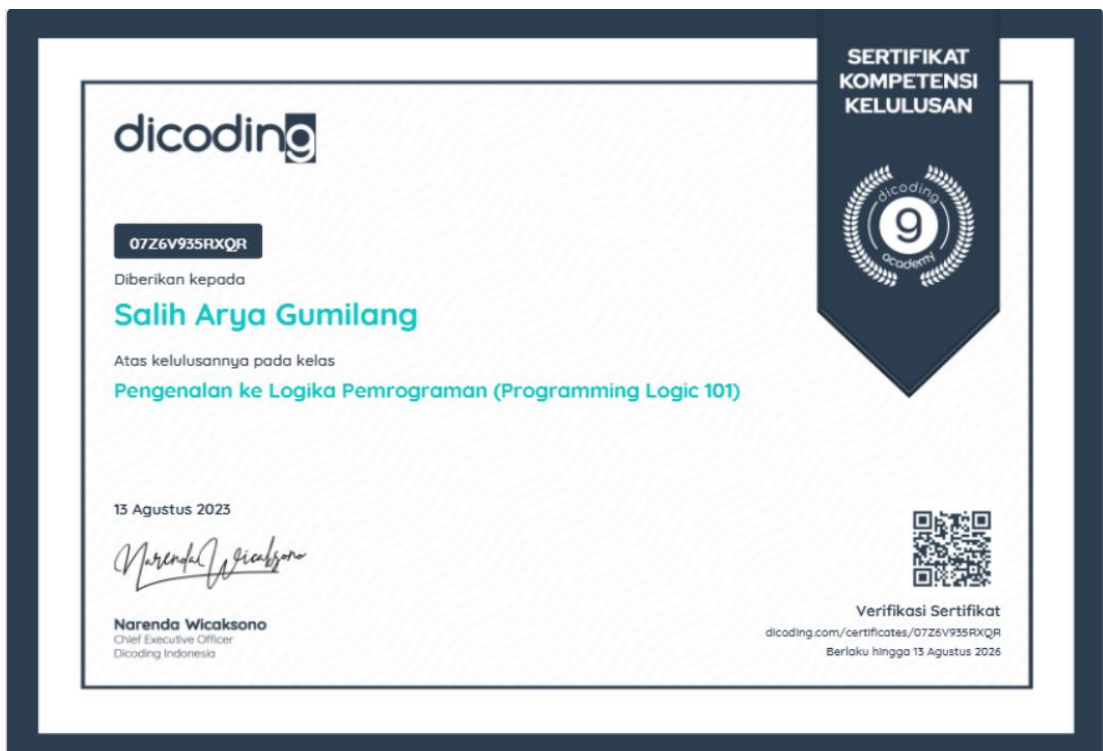 SERTIFIKAT
KOMPETENSI
KELULUSAN
dicoding
dicoding
9
academy
07Z6V935RXQR
Diberikan kepada
Salih Arya Gumilang
Atas kelulusannya pada kelas
Pengenalan ke Logika Pemrograman (Programming Logic 101)
13 Agustus 2023
Narenda Wicaksono
Narenda Wicaksono
Chief Executive Officer
Dicoding Indonesia
Verifikasi Sertifikat
dicoding.com/certificates/07Z6V935RXQR
Berlaku hingga 13 Agustus 2026